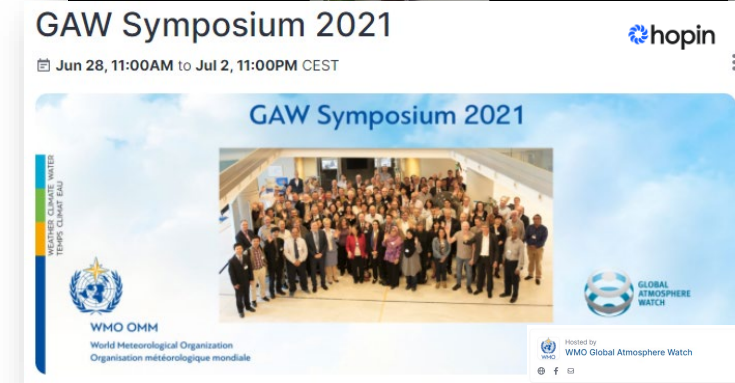 GAW Symposium 2021
hopin
Jun 28, 11:00AM to Jul 2, 11:00PM CEST
GAW Symposium 2021
WEATHER CLIMATE WATER
TEMPS CLIMAT EAU
GLOBAL
ATMOSPHERE
WATCH
WMO OMM
World Meteorological Organization
Organisation météorologique mondiale
Hosted by
WMO Global Atmosphere Watch
WMO